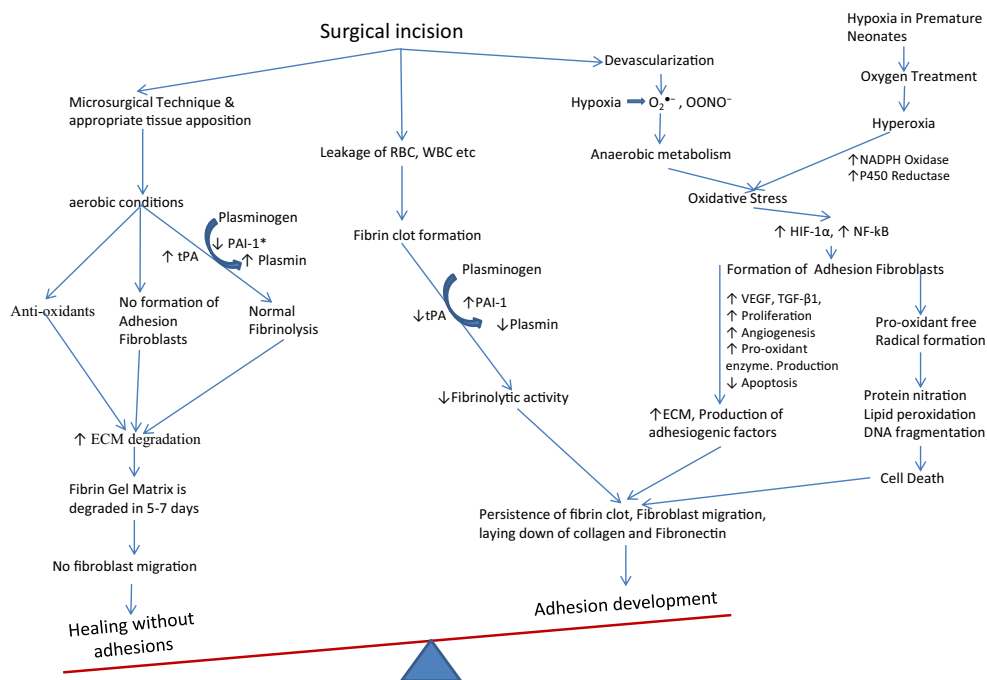 Surgical incision
Microsurgical Technique &
appropriate tissue apposition
aerobic conditions
Plasminogen
↓ PAI-1*
↑ tPA
↑ Plasmin
Anti-oxidants
No formation of
Adhesion
Fibroblasts
Normal
Fibrinolysis
↑ ECM degradation
Fibrin Gel Matrix is
degraded in 5-7 days
No fibroblast migration
Healing without
adhesions
Leakage of RBC, WBC etc
Fibrin clot formation
Plasminogen
↑PAI-1
↓tPA
↓Plasmin
↓Fibrinolytic activity
Devascularization
Hypoxia O₂•⁻ , OONO⁻
Anaerobic metabolism
Hypoxia in Premature
Neonates
Oxygen Treatment
Hyperoxia
↑NADPH Oxidase
↑P450 Reductase
Oxidative Stress
↑ HIF-1α, ↑ NF-kB
Formation of Adhesion Fibroblasts
↑ VEGF, TGF-β1,
↑ Proliferation
↑ Angiogenesis
↑ Pro-oxidant
enzyme. Production
↓ Apoptosis
↑ECM, Production of
adhesiogenic factors
Pro-oxidant free
Radical formation
Protein nitration
Lipid peroxidation
DNA fragmentation
Cell Death
Persistence of fibrin clot, Fibroblast migration,
laying down of collagen and Fibronectin
Adhesion development